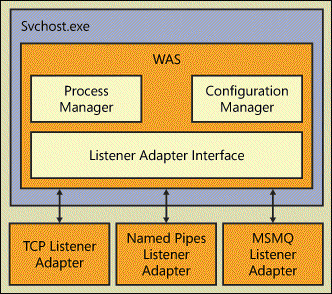 Svchost.exe
WAS
Process
Manager
Configuration
Manager
Listener Adapter Interface
TCP Listener
Adapter
Named Pipes
Listener
Adapter
MSMQ
Listener
Adapter